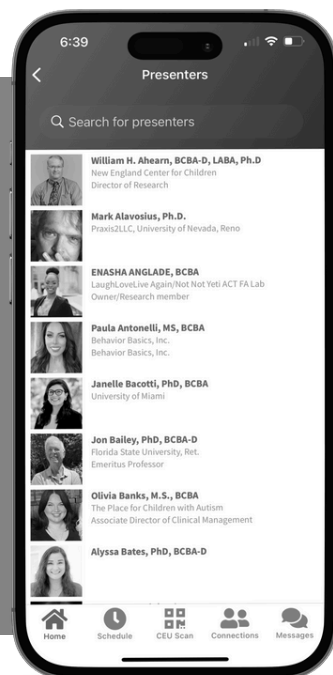 6:39
Presenters
Search for presenters
William H. Ahearn, BCBA-D, LABA, Ph.D
New England Center for Children
Director of Research
Mark Alavosius, Ph.D.
Praxis2LLC, University of Nevada, Reno
ENASHA ANGLADE, BCBA
LaughLoveLive Again/Not Not Yeti ACT FA Lab
Owner/Research member
Paula Antonelli, MS, BCBA
Behavior Basics, Inc.
Behavior Basics, Inc.
Janelle Bacotti, PhD, BCBA
University of Miami
Jon Bailey, PhD, BCBA-D
Florida State University, Ret.
Emeritus Professor
Olivia Banks, M.S., BCBA
The Place for Children with Autism
Associate Director of Clinical Management
Alyssa Bates, PhD, BCBA-D
Home Schedule CEU Scan Connections Messages